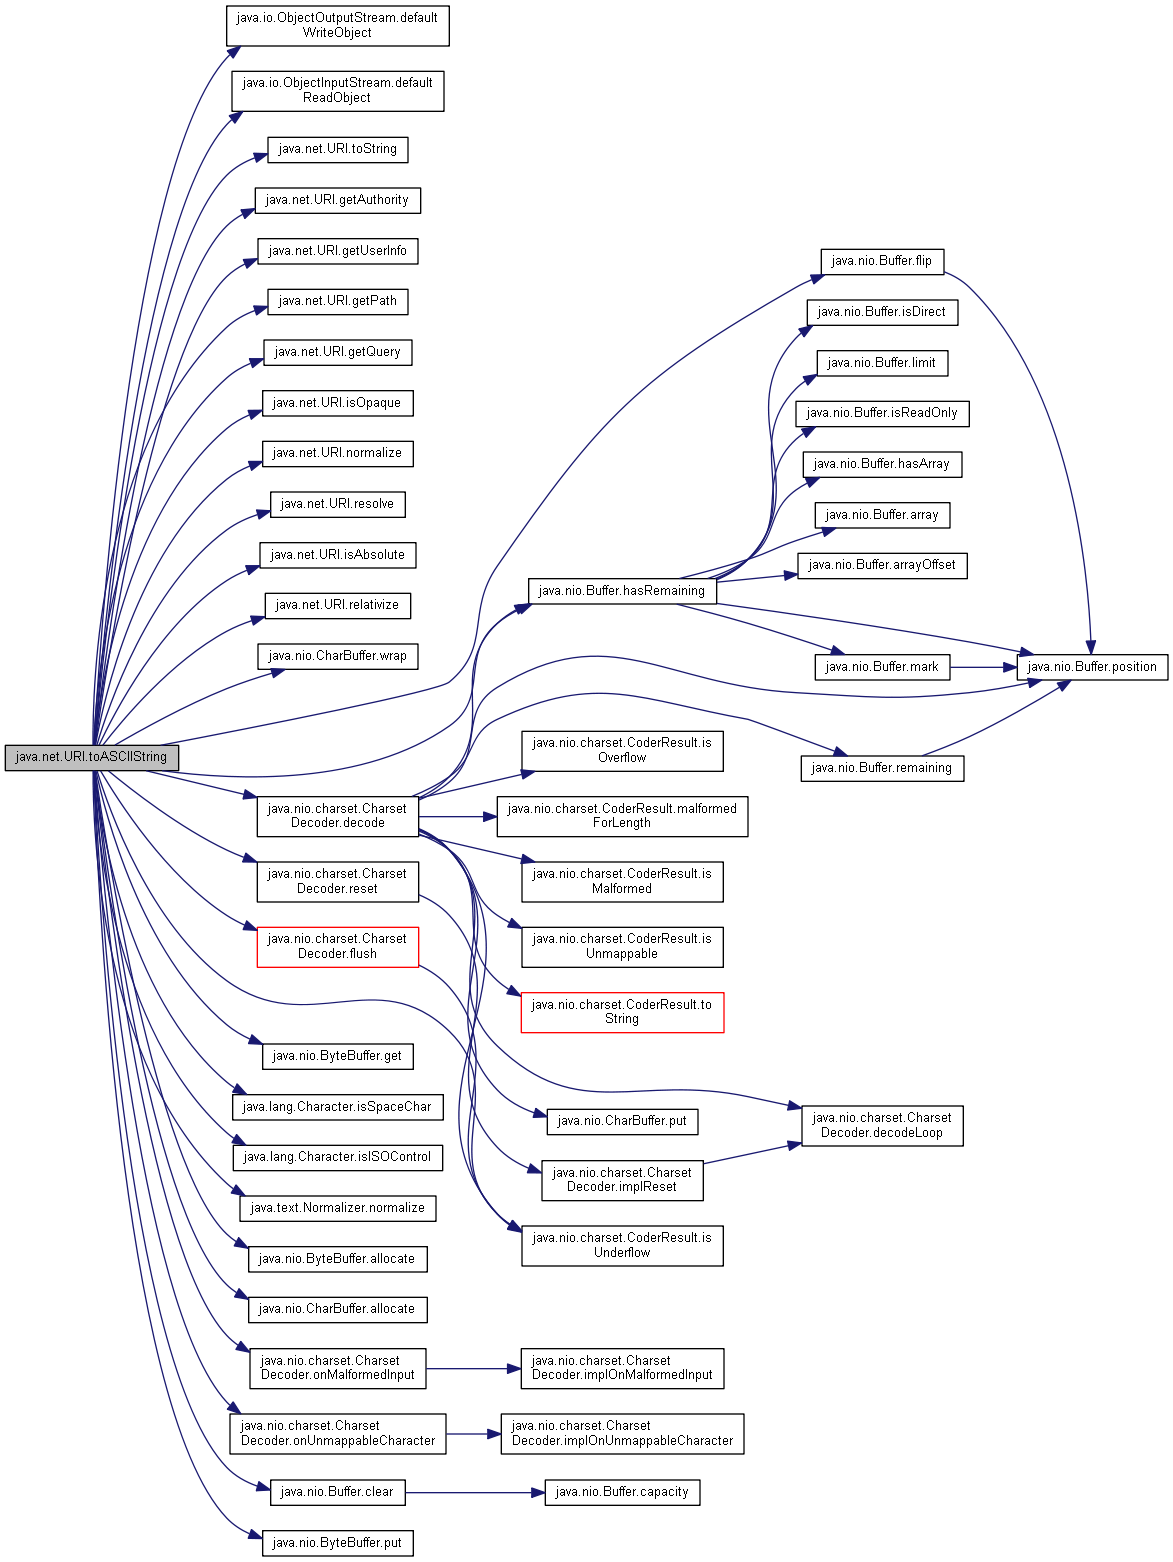 java.io.ObjectOutputStream.default
WriteObject
java.io.ObjectInputStream.default
ReadObject
java.net.URI.toString
java.net.URI.getAuthority
java.net.URI.getUserInfo
java.net.URI.getPath
java.net.URI.getQuery
java.net.URI.isOpaque
java.net.URI.normalize
java.net.URI.resolve
java.net.URI.isAbsolute
java.net.URI.relativize
java.nio.CharBuffer.wrap
java.net.URI.toASCIIString
java.nio.charset.Charset
Decoder.decode
java.nio.charset.Charset
Decoder.reset
java.nio.charset.Charset
Decoder.flush
java.nio.ByteBuffer.get
java.lang.Character.isSpaceChar
java.lang.Character.isISOControl
java.text.Normalizer.normalize
java.nio.ByteBuffer.allocate
java.nio.CharBuffer.allocate
java.nio.charset.Charset
Decoder.onMalformedInput
java.nio.charset.Charset
Decoder.onUnmappableCharacter
java.nio.Buffer.clear
java.nio.ByteBuffer.put
java.nio.Buffer.hasRemaining
java.nio.charset.CoderResult.is
Overflow
java.nio.charset.CoderResult.malformed
ForLength
java.nio.charset.CoderResult.is
Malformed
java.nio.charset.CoderResult.is
Unmappable
java.nio.charset.CoderResult.to
String
java.nio.CharBuffer.put
java.nio.charset.Charset
Decoder.implReset
java.nio.charset.CoderResult.is
Underflow
java.nio.charset.Charset
Decoder.implOnMalformedInput
java.nio.charset.Charset
Decoder.implOnUnmappableCharacter
java.nio.Buffer.capacity
java.nio.Buffer.flip
java.nio.Buffer.isDirect
java.nio.Buffer.limit
java.nio.Buffer.isReadOnly
java.nio.Buffer.hasArray
java.nio.Buffer.array
java.nio.Buffer.arrayOffset
java.nio.Buffer.mark
java.nio.Buffer.remaining
java.nio.charset.Charset
Decoder.decodeLoop
java.nio.Buffer.position